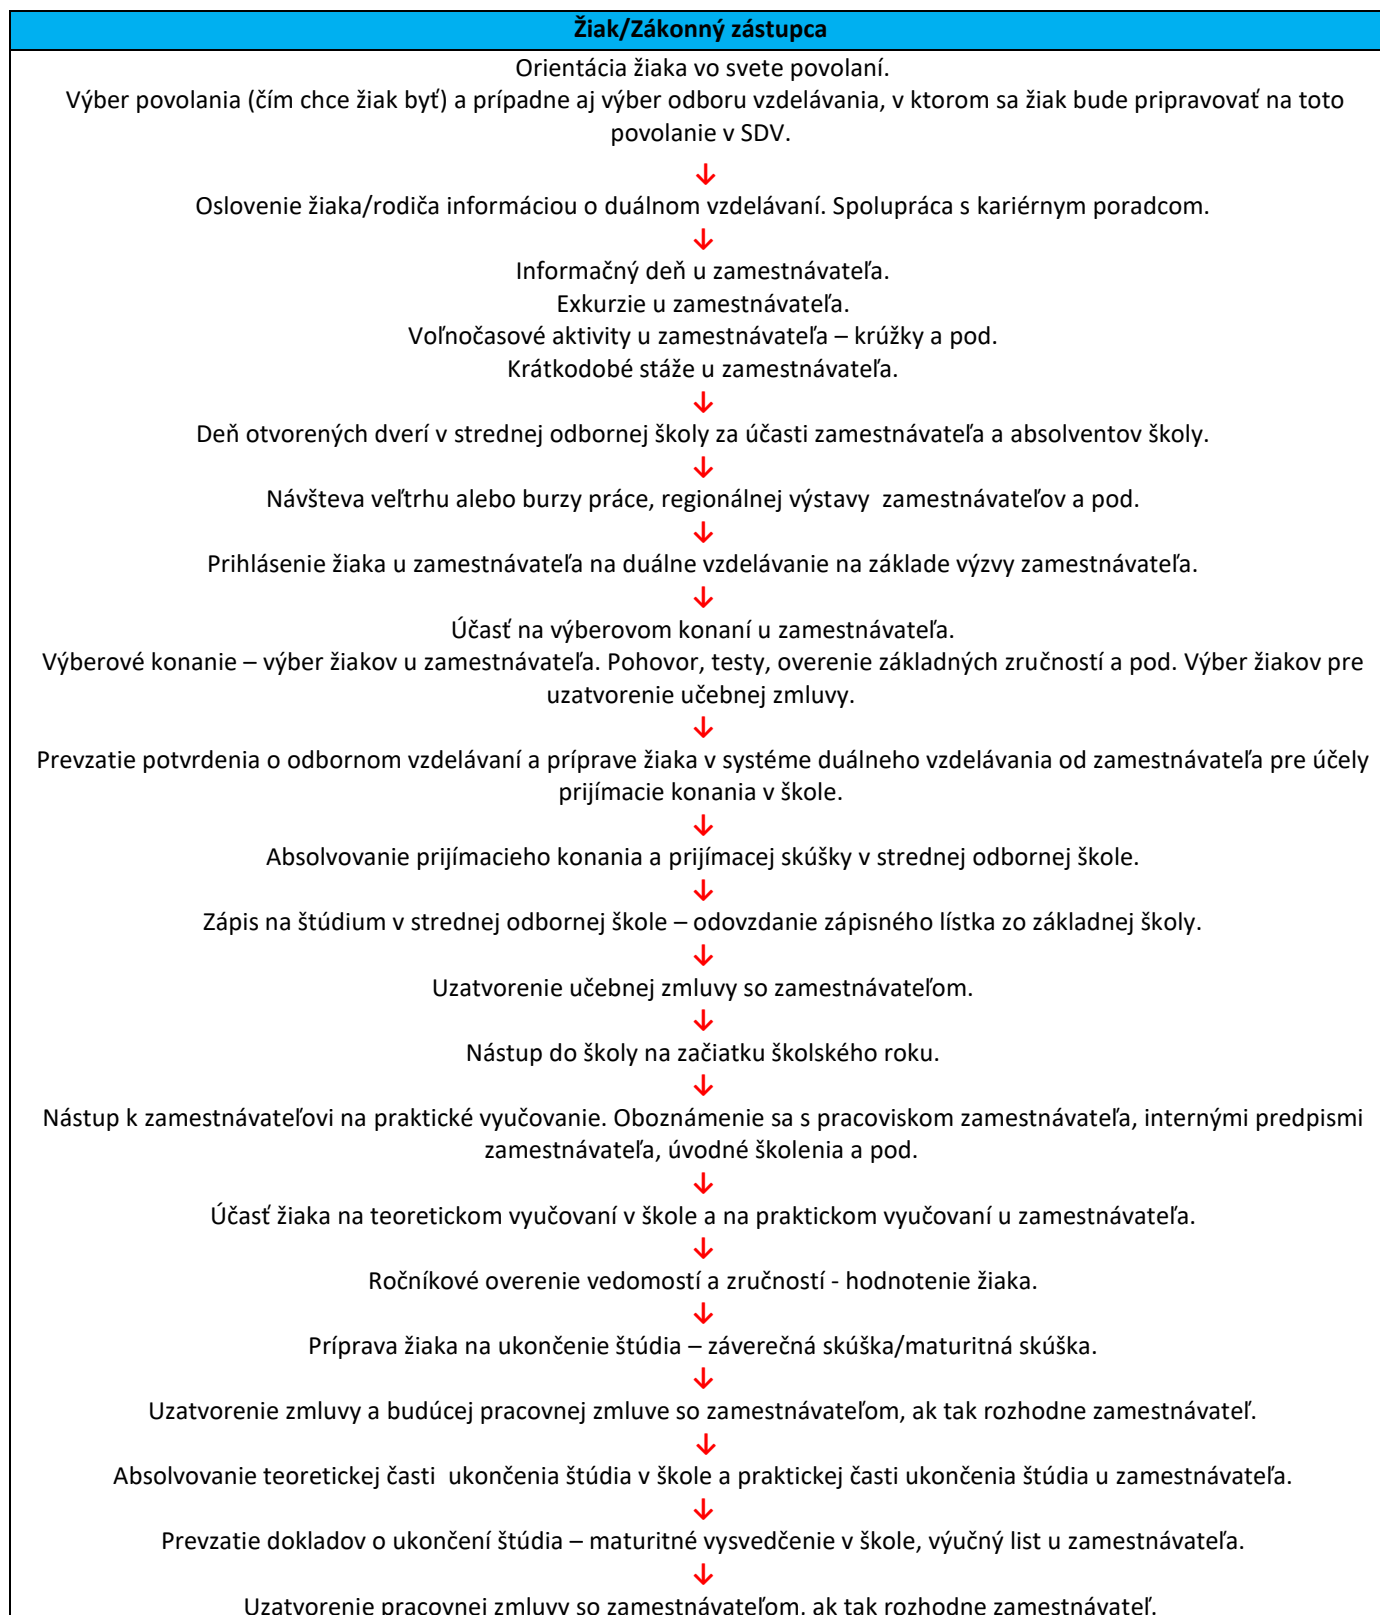 Žiak/Zákonný zástupca
Orientácia žiaka vo svete povolaní.
Výber povolania (čím chce žiak byť) a prípadne aj výber odboru vzdelávania, v ktorom sa žiak bude pripravovať na toto
povolanie v SDV.
↓
Oslovenie žiaka/rodiča informáciou o duálnom vzdelávaní. Spolupráca s kariérnym poradcom.
↓
Informačný deň u zamestnávateľa.
Exkurzie u zamestnávateľa.
Voľnočasové aktivity u zamestnávateľa – krúžky a pod.
Krátkodobé stáže u zamestnávateľa.
↓
Deň otvorených dverí v strednej odbornej školy za účasti zamestnávateľa a absolventov školy.
↓
Návšteva veľtrhu alebo burzy práce, regionálnej výstavy zamestnávateľov a pod.
↓
Prihlásenie žiaka u zamestnávateľa na duálne vzdelávanie na základe výzvy zamestnávateľa.
↓
Účasť na výberovom konaní u zamestnávateľa.
Výberové konanie – výber žiakov u zamestnávateľa. Pohovor, testy, overenie základných zručností a pod. Výber žiakov pre
uzatvorenie učebnej zmluvy.
↓
Prevzatie potvrdenia o odbornom vzdelávaní a príprave žiaka v systéme duálneho vzdelávania od zamestnávateľa pre účely
prijímacie konania v škole.
↓
Absolvovanie prijímacieho konania a prijímacej skúšky v strednej odbornej škole.
↓
Zápis na štúdium v strednej odbornej škole – odovzdanie zápisného lístka zo základnej školy.
↓
Uzatvorenie učebnej zmluvy so zamestnávateľom.
↓
Nástup do školy na začiatku školského roku.
↓
Nástup k zamestnávateľovi na praktické vyučovanie. Oboznámenie sa s pracoviskom zamestnávateľa, internými predpismi
zamestnávateľa, úvodné školenia a pod.
↓
Účasť žiaka na teoretickom vyučovaní v škole a na praktickom vyučovaní u zamestnávateľa.
↓
Ročníkové overenie vedomostí a zručností - hodnotenie žiaka.
↓
Príprava žiaka na ukončenie štúdia – záverečná skúška/maturitná skúška.
↓
Uzatvorenie zmluvy a budúcej pracovnej zmluve so zamestnávateľom, ak tak rozhodne zamestnávateľ.
↓
Absolvovanie teoretickej časti ukončenia štúdia v škole a praktickej časti ukončenia štúdia u zamestnávateľa.
↓
Prevzatie dokladov o ukončení štúdia – maturitné vysvedčenie v škole, výučný list u zamestnávateľa.
↓
Uzatvorenie pracovnej zmluvy so zamestnávateľom, ak tak rozhodne zamestnávateľ.